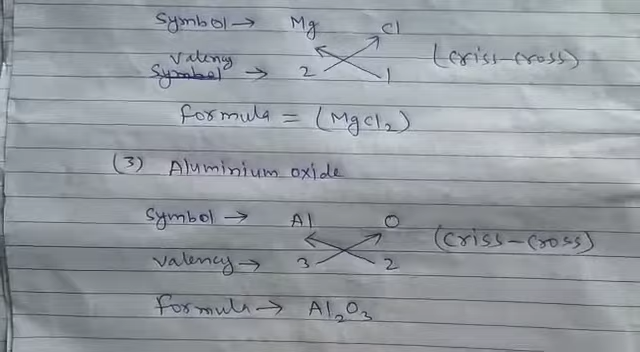 Symbol → Mg Cl
Valency
Symbol → 2 1 (criss-cross)
formula = (MgCl₂)
(3) Aluminium oxide
Symbol → Al O
Valency → 3 2 (criss-cross)
formula → Al₂O₃